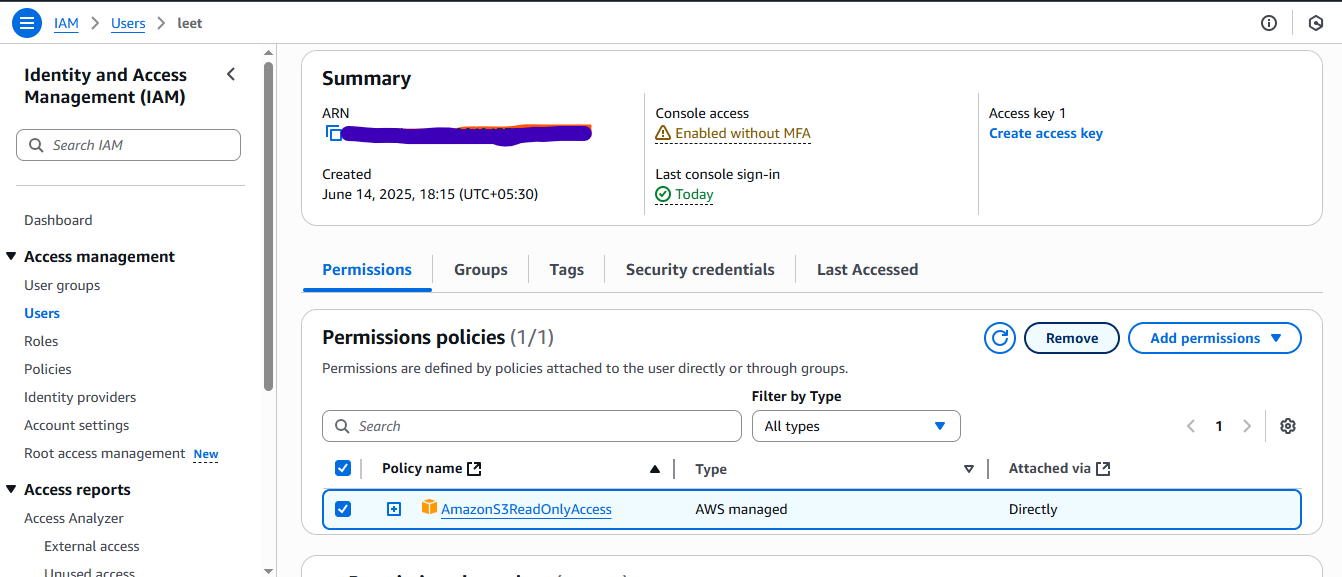 IAM > Users > leet
Identity and Access
Management (IAM)
Search IAM
Dashboard
Access management
User groups
Users
Roles
Policies
Identity providers
Account settings
Root access management New
Access reports
Access Analyzer
External access
Unused access
Summary
ARN
Created
June 14, 2025, 18:15 (UTC+05:30)
Console access
Enabled without MFA
Last console sign-in
Today
Access key 1
Create access key
Permissions Groups Tags Security credentials Last Accessed
Permissions policies (1/1)
Remove
Add permissions
Permissions are defined by policies attached to the user directly or through groups.
Filter by Type
Search
All types
1
Policy name Type Attached via
AmazonS3ReadOnlyAccess AWS managed Directly